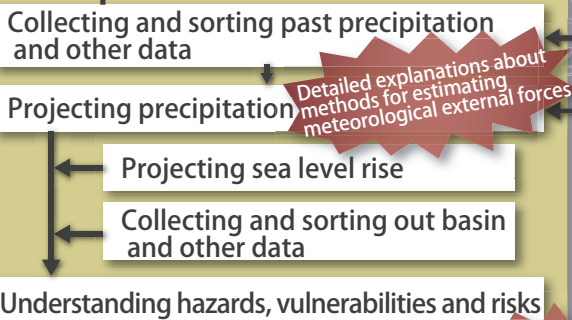 Collecting and sorting past precipitation
and other data
Detailed explanations about
methods for estimating
meteorological external forces
Projecting precipitation
Projecting sea level rise
Collecting and sorting out basin
and other data
Understanding hazards, vulnerabilities and risks